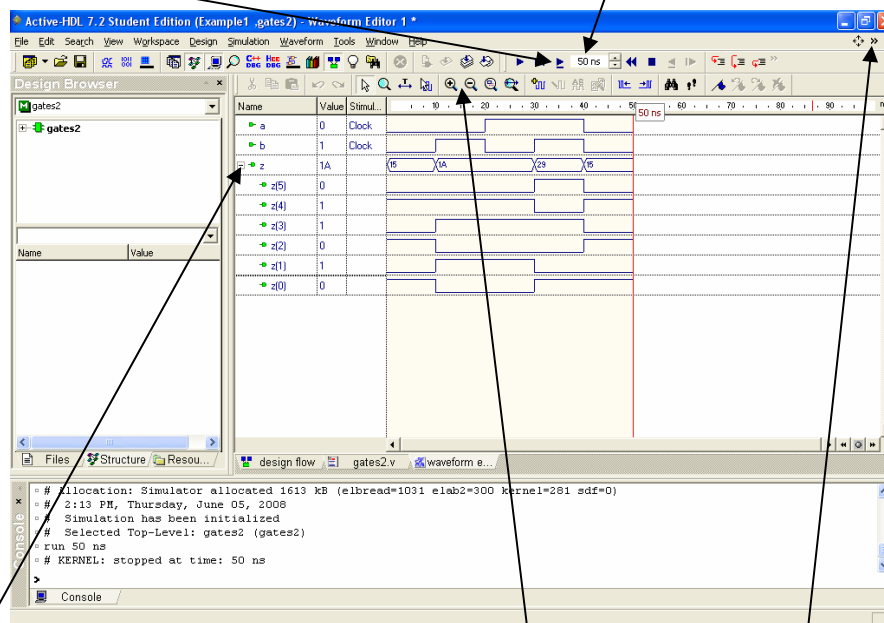 Active-HDL 7.2 Student Edition (Example1 ,gates2) - Waveform Editor 1 *
File Edit Search View Workspace Design Simulation Waveform Tools Window Help
50 ns
Design Browser
gates2
gates2
Name Value
Files Structure Resou...
Name Value Stimul... 10 20 30 40 50 60 70 80 90
50 ns
a 0 Clock
b 1 Clock
z 1A 15 1A 29 15
z(5) 0
z(4) 1
z(3) 1
z(2) 0
z(1) 1
z(0) 0
design flow gates2.v waveform e...
# Allocation: Simulator allocated 1613 kB (elbread=1031 elab2=300 kernel=281 sdf=0)
# 2:13 PM, Thursday, June 05, 2008
# Simulation has been initialized
# Selected Top-Level: gates2 (gates2)
run 50 ns
# KERNEL: stopped at time: 50 ns
>
Console
Console